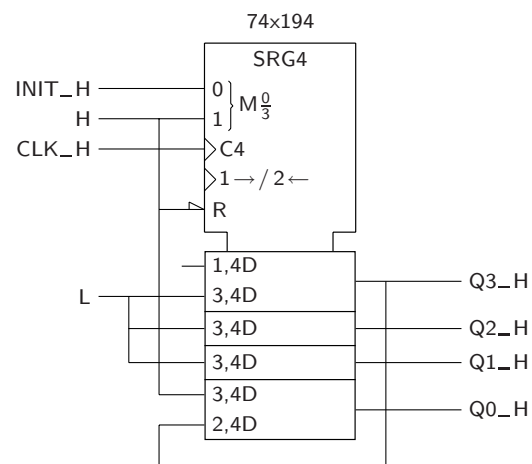 74x194
SRG4
INIT_H 0
H 1 } M 0/3
CLK_H C4
1 → / 2 ←
R
1,4D
L 3,4D Q3_H
3,4D Q2_H
3,4D Q1_H
3,4D Q0_H
2,4D